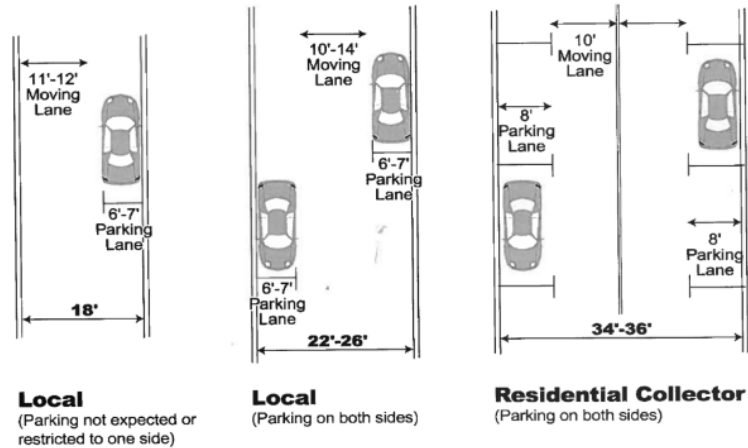 11'-12'
Moving
Lane
6'-7'
Parking
Lane
18'
Local
(Parking not expected or
restricted to one side)
10'-14'
Moving
Lane
6'-7'
Parking
Lane
6'-7'
Parking
Lane
22'-26'
Local
(Parking on both sides)
10'
Moving
Lane
8'
Parking
Lane
8'
Parking
Lane
34'-36'
Residential Collector
(Parking on both sides)